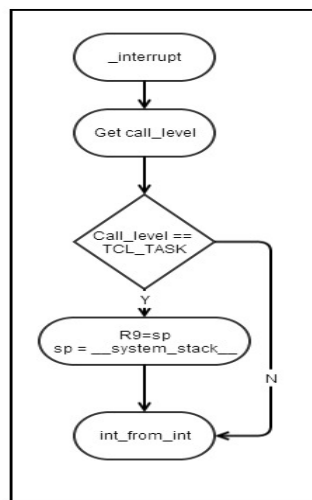 _interrupt
Get call_level
Call_level ==
TCL_TASK
Y
R9=sp
sp = __system_stack__
N
int_from_int